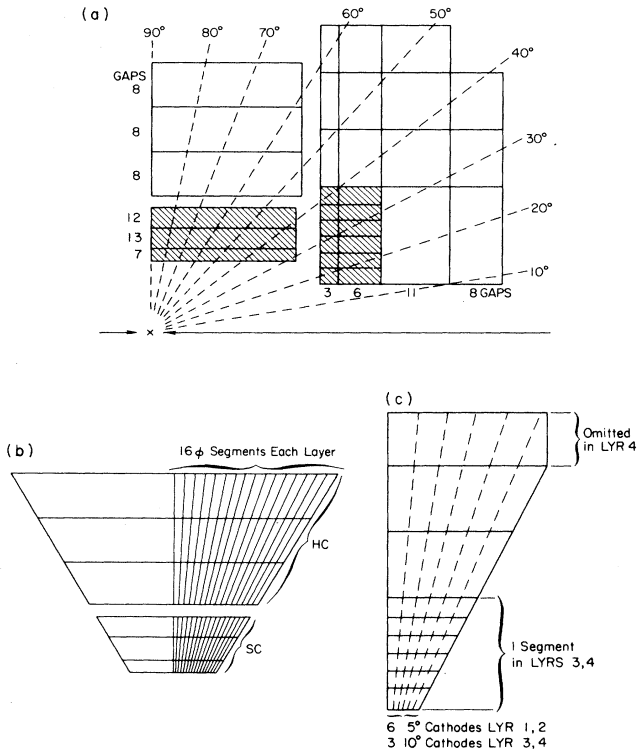 (a)
90°
80°
70°
60°
50°
40°
30°
20°
10°
GAPS
8
8
8
12
13
7
3 6 11 8 GAPS
×
(b)
16 φ Segments Each Layer
HC
SC
(c)
Omitted
in LYR 4
1 Segment
in LYRS 3,4
6 5° Cathodes LYR 1,2
3 10° Cathodes LYR 3,4